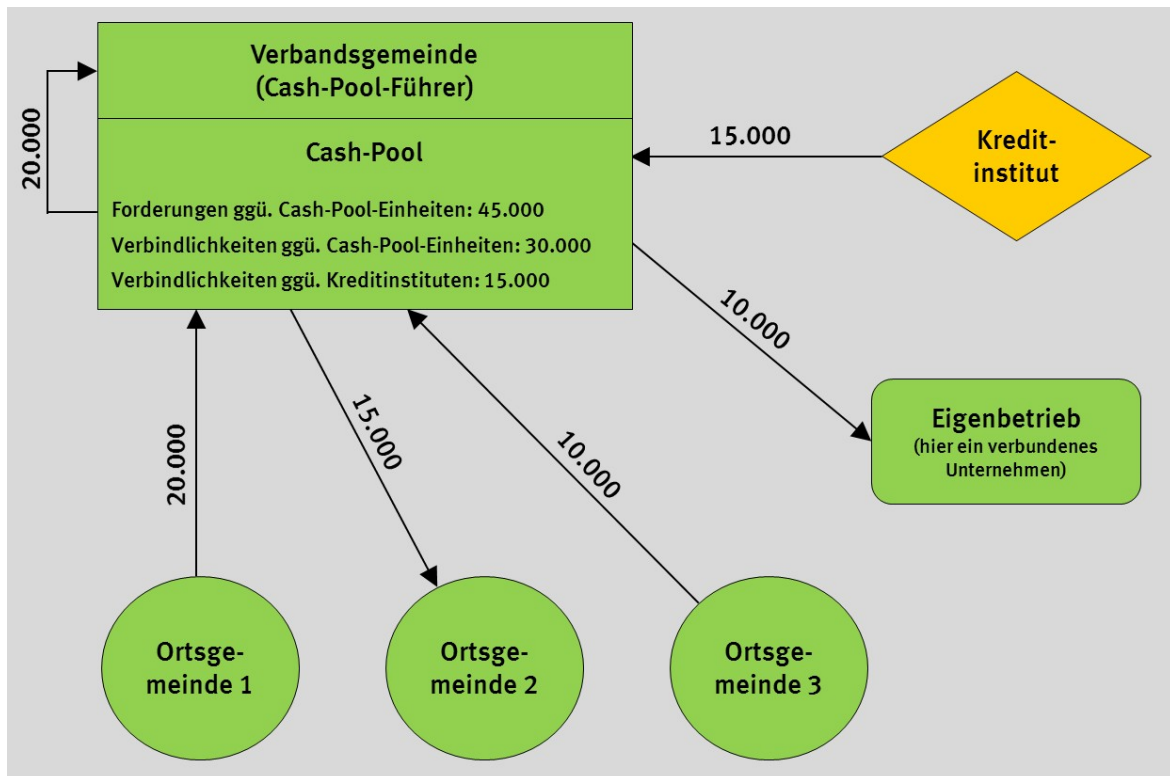 Verbandsgemeinde
(Cash-Pool-Führer)
20.000
Cash-Pool
Forderungen ggü. Cash-Pool-Einheiten: 45.000
Verbindlichkeiten ggü. Cash-Pool-Einheiten: 30.000
Verbindlichkeiten ggü. Kreditinstituten: 15.000
15.000
Kredit-
institut
10.000
Eigenbetrieb
(hier ein verbundenes
Unternehmen)
20.000
15.000
10.000
Ortsge-
meinde 1
Ortsge-
meinde 2
Ortsge-
meinde 3